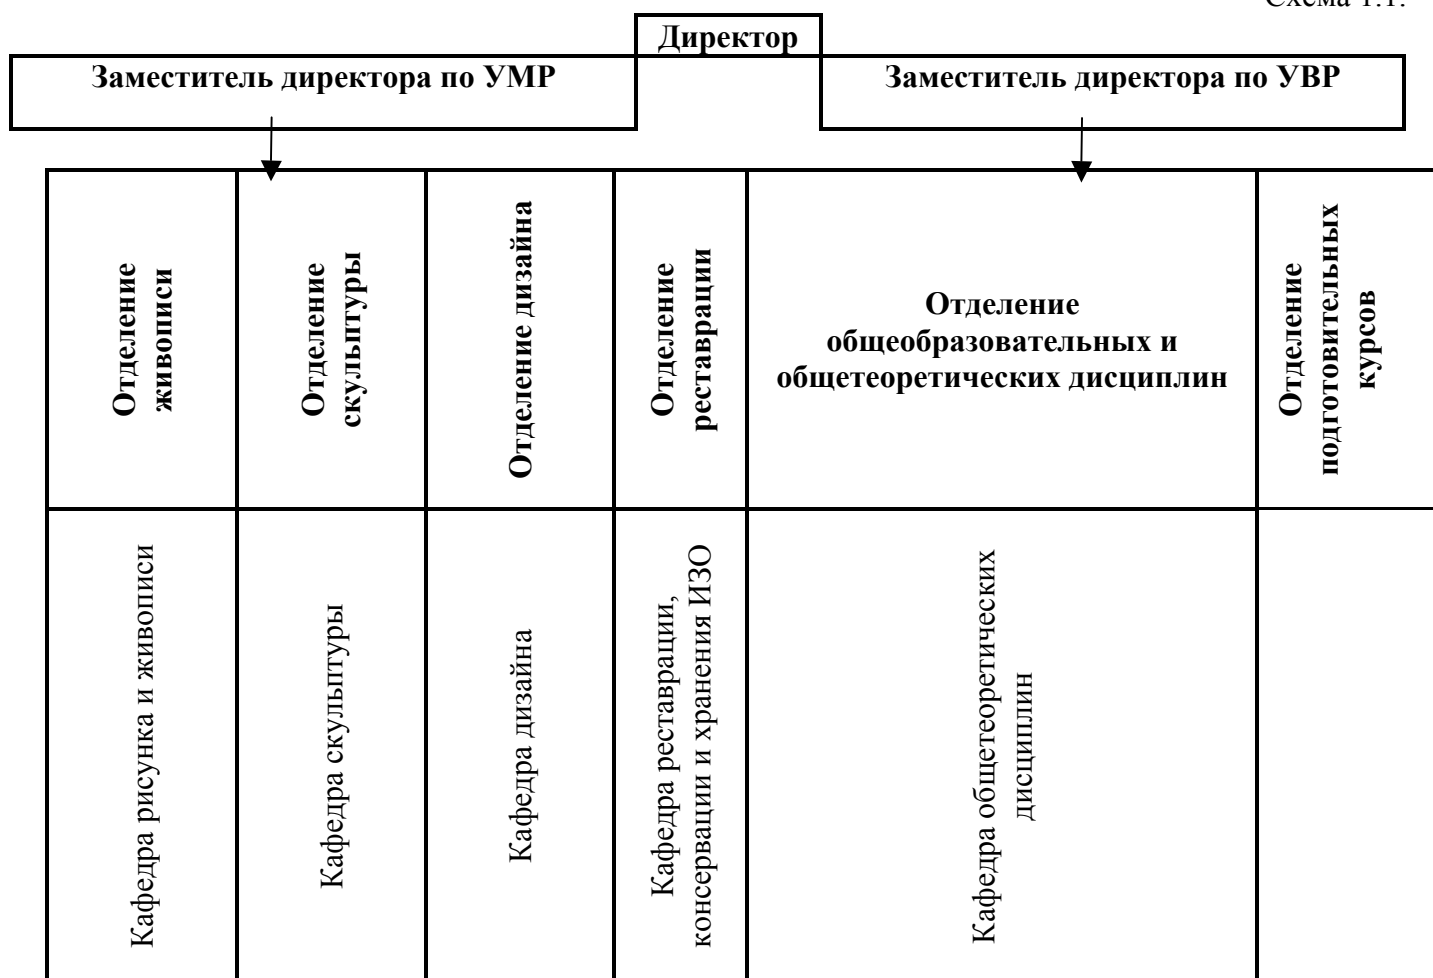 Схема 1.1.
Директор
Заместитель директора по УМР
Заместитель директора по УВР
Отделение
живописи
Отделение
скульптуры
Отделение дизайна
Отделение
реставрации
Отделение
общеобразовательных и
общетеоретических дисциплин
Отделение
подготовительных
курсов
Кафедра рисунка и живописи
Кафедра скульптуры
Кафедра дизайна
Кафедра реставрации,
консервации и хранения ИЗО
Кафедра общетеоретических
дисциплин